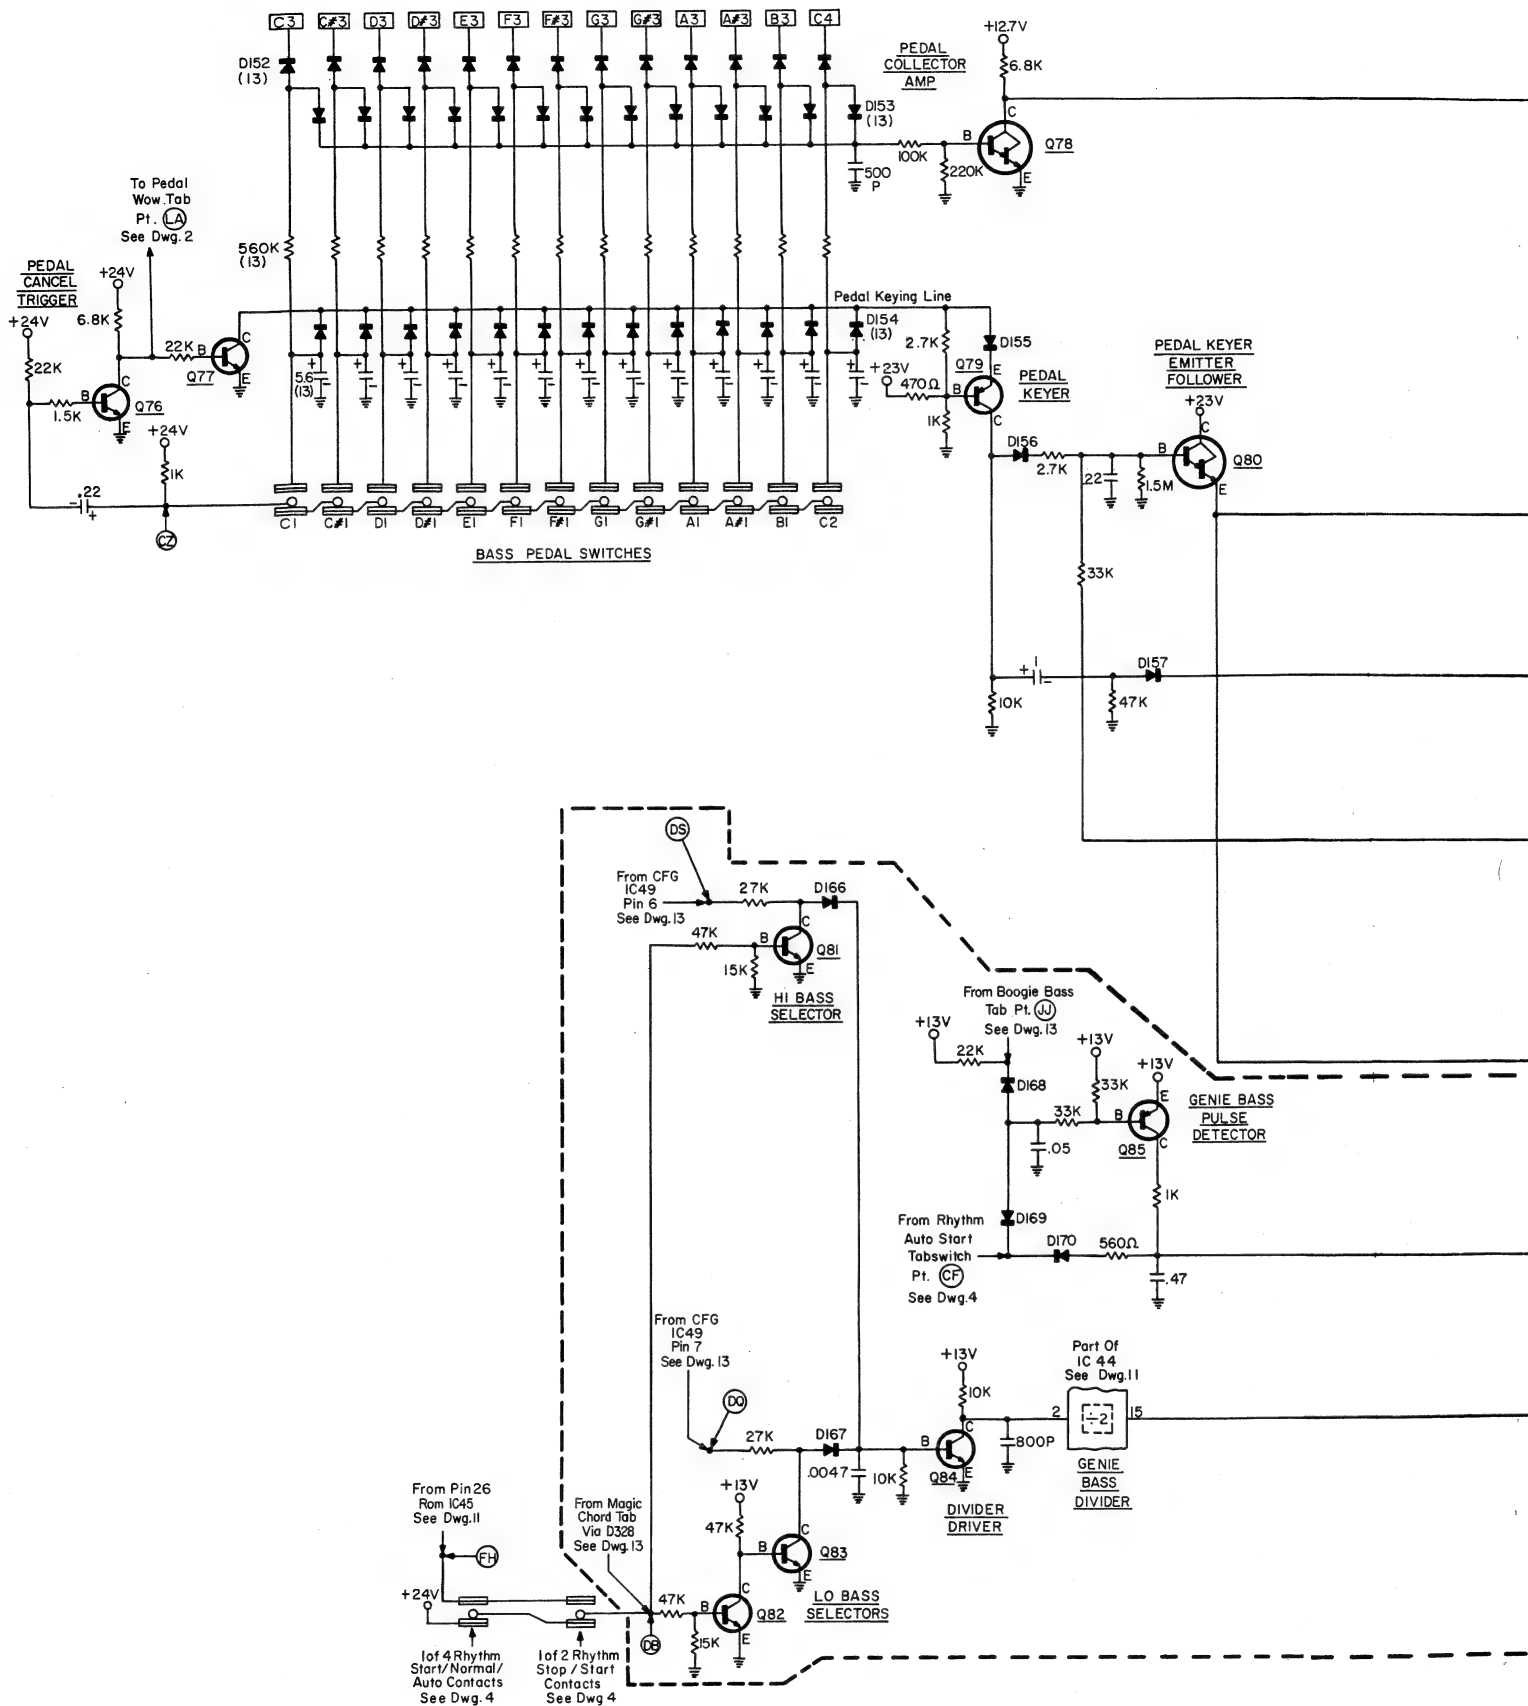 C3 C#3 D3 D#3 E3 F3 F#3 G3 G#3 A3 A#3 B3 C4
D152
(13)
D153
(13)
PEDAL
COLLECTOR
AMP
+12.7V
6.8K
C
B
E
Q78
100K
220K
500
P
To Pedal
Wow Tab
Pt. LA
See Dwg. 2
560K
(13)
PEDAL
CANCEL
TRIGGER
+24V
+24V
6.8K
22K
22K
B
C
E
Q77
1.5K
B
C
E
Q76
+24V
1K
.22
- +
CZ
Pedal Keying Line
D154
(13)
+ + + + + + + + + + + + +
- - - - - - - - - - - - -
5.6
(13)
C1 C#1 D1 D#1 E1 F1 F#1 G1 G#1 A1 A#1 B1 C2
BASS PEDAL SWITCHES
2.7K
D155
+23V
470Ω
Q79
B
E
C
1K
PEDAL
KEYER
PEDAL KEYER
EMITTER
FOLLOWER
+23V
C
B
E
Q80
D156
2.7K
.22
1.5M
33K
+ 1 -
D157
10K
47K
DS
From CFG
IC49
Pin 6
See Dwg. 13
27K
D166
47K
B
C
E
Q81
15K
HI BASS
SELECTOR
From Boogie Bass
Tab Pt. JJ
See Dwg. 13
+13V
22K
D168
+13V
33K
33K
+13V
E
B
C
Q85
.05
GENIE BASS
PULSE
DETECTOR
1K
From Rhythm
Auto Start
Tabswitch
Pt. CF
See Dwg. 4
D169
D170
560Ω
.47
From CFG
IC49
Pin 7
See Dwg. 13
DQ
27K
D167
.0047
10K
+13V
10K
B
C
E
Q84
800P
DIVIDER
DRIVER
Part Of
IC 44
See Dwg. 11
2
÷2
15
GENIE
BASS
DIVIDER
+13V
47K
B
C
E
Q83
LO BASS
SELECTORS
From Pin 26
Rom IC45
See Dwg. 11
FH
+24V
From Magic
Chord Tab
Via D328
See Dwg. 13
47K
B
C
E
Q82
15K
DB
1 of 4 Rhythm
Start/Normal/
Auto Contacts
See Dwg. 4
1 of 2 Rhythm
Stop / Start
Contacts
See Dwg 4